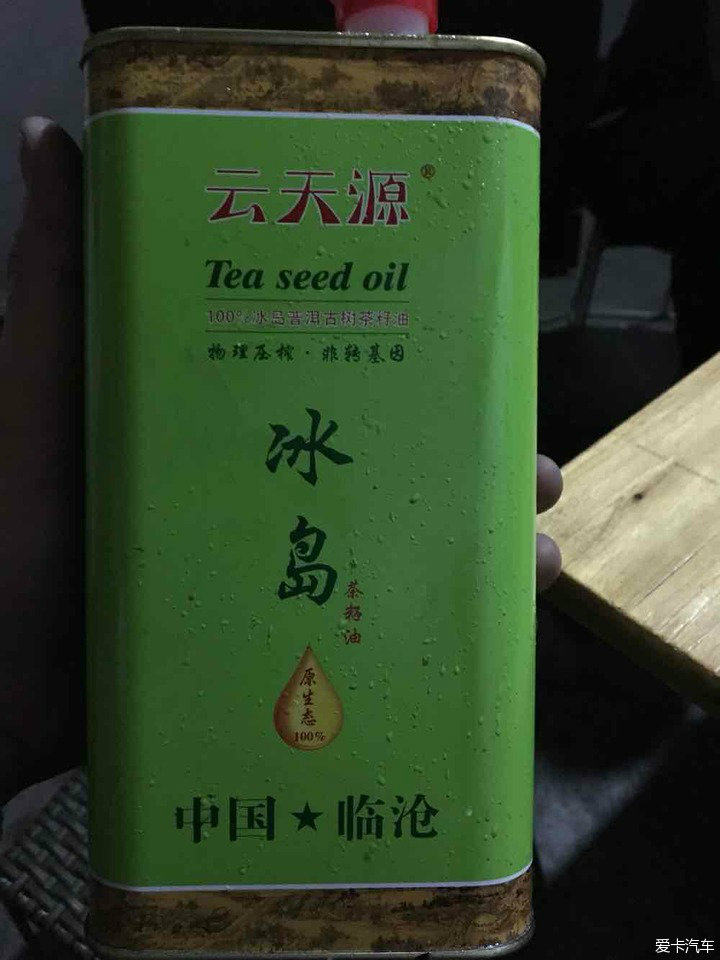 云天源®
Tea seed oil
100%冰岛普洱古树茶籽油
物理压榨·非转基因
冰
岛
茶籽油
原生态
100%
中国★临沧
爱卡汽车